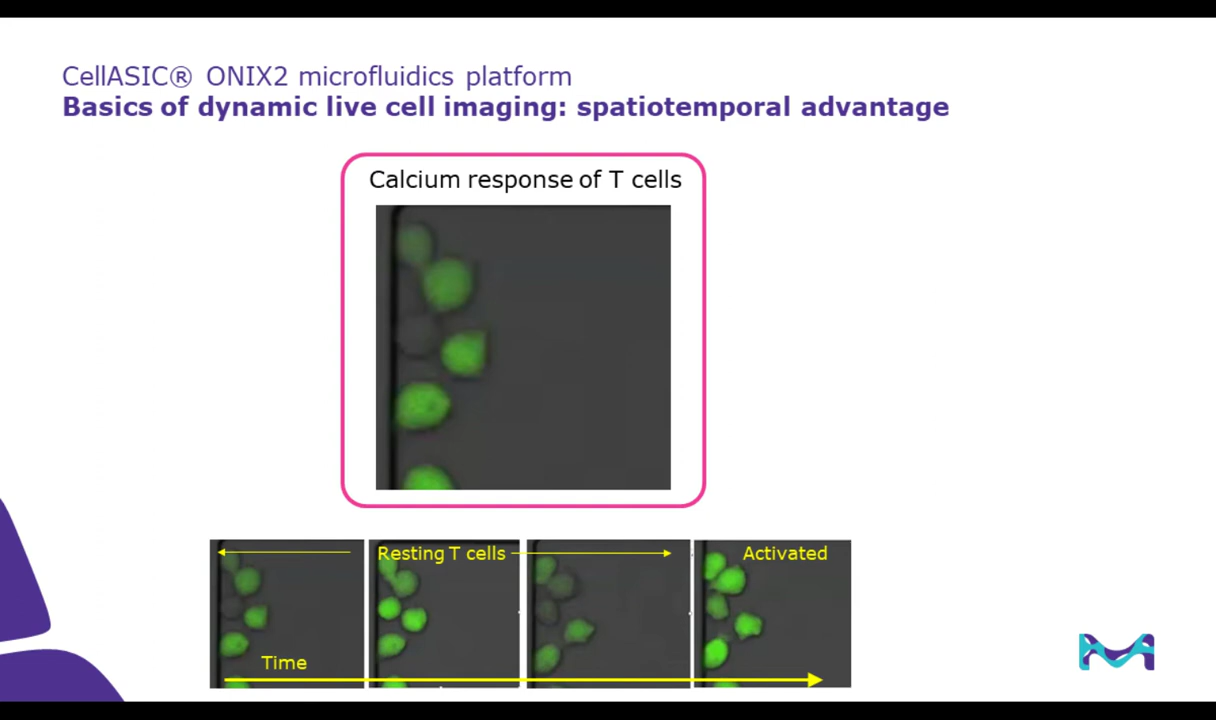 CellASIC® ONIX2 microfluidics platform
Basics of dynamic live cell imaging: spatiotemporal advantage
Calcium response of T cells
Resting T cells
Activated
Time